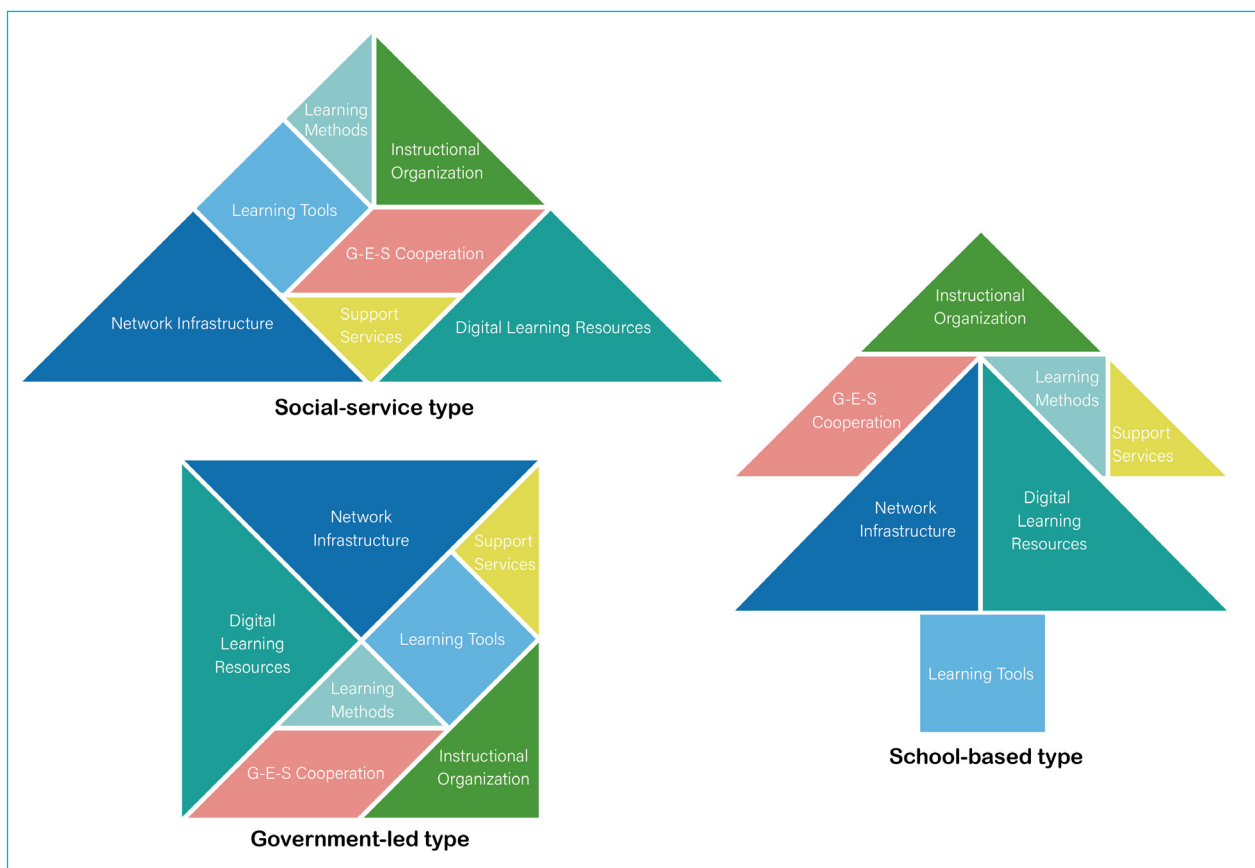 Learning
Methods
Instructional
Organization
Learning Tools
G-E-S Cooperation
Network Infrastructure
Support
Services
Digital Learning Resources
Social-service type
Network
Infrastructure
Support
Services
Digital
Learning
Resources
Learning Tools
Learning
Methods
G-E-S Cooperation
Instructional
Organization
Government-led type
Instructional
Organization
G-E-S
Cooperation
Learning
Methods
Support
Services
Network
Infrastructure
Digital
Learning
Resources
Learning Tools
School-based type